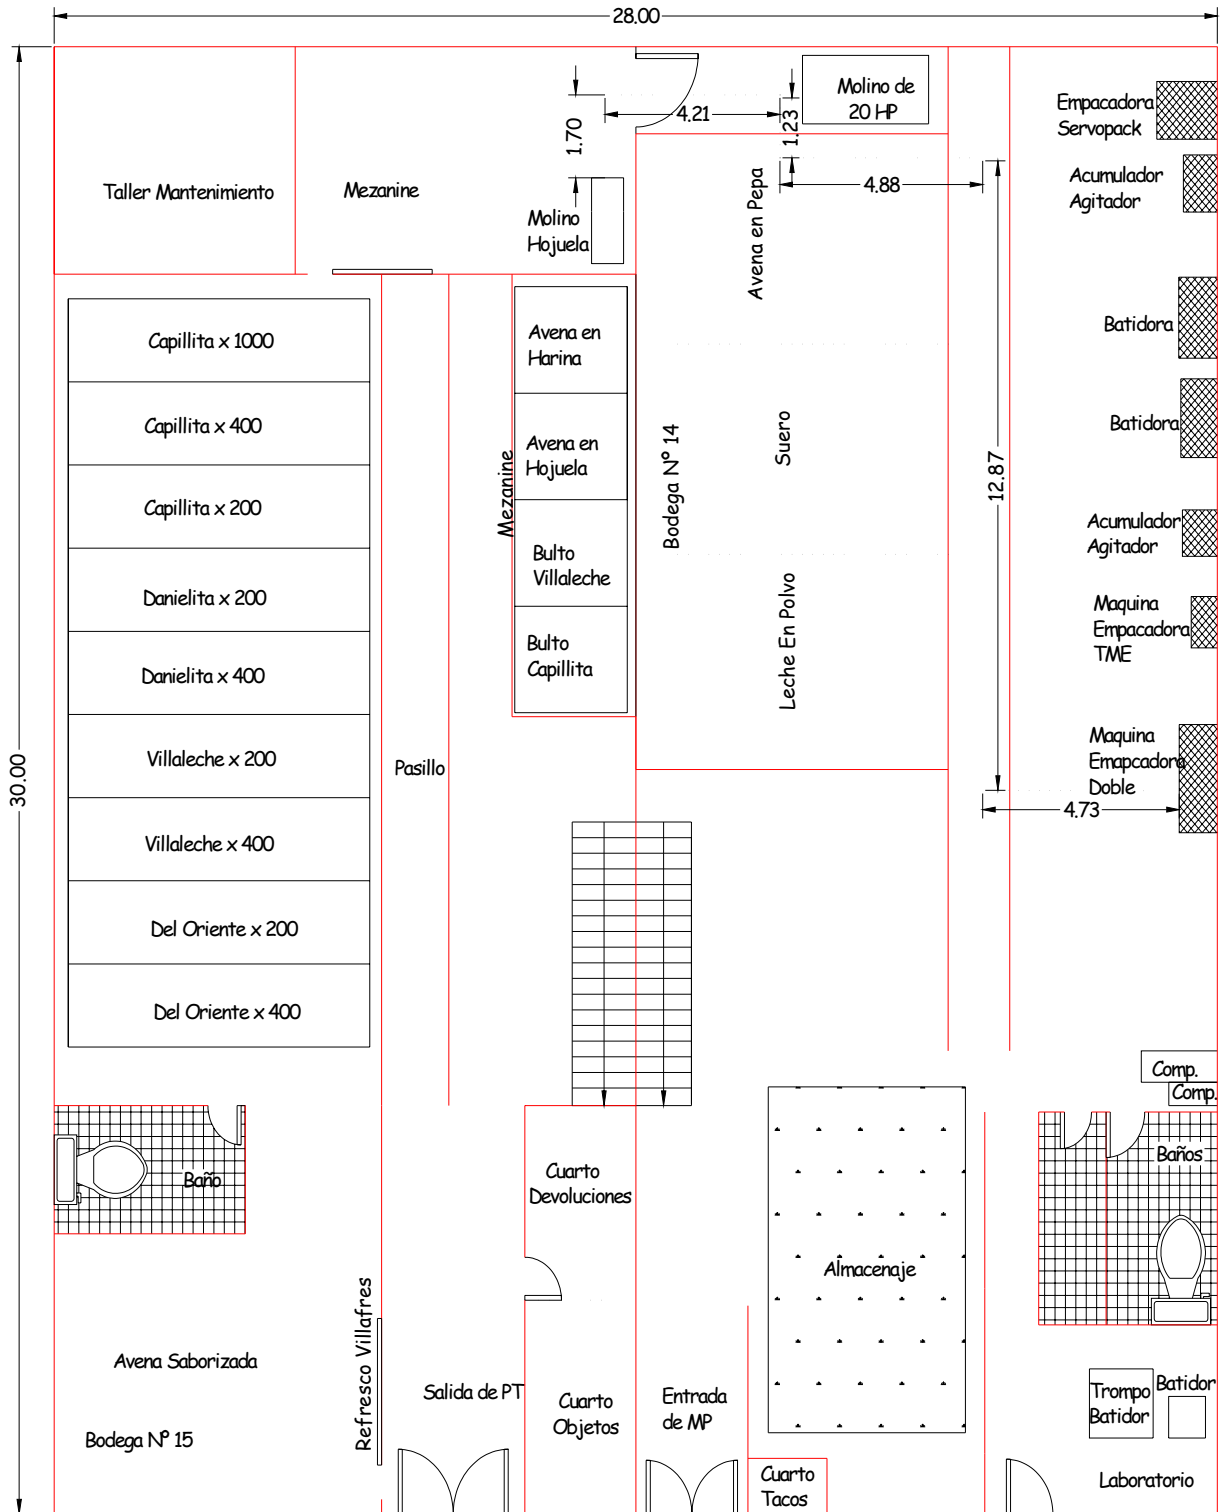 28.00
Molino de
20 HP
Empacadora
Servopack
4.21
1.23
1.70
Acumulador
Agitador
Taller Mantenimiento
Mezanine
4.88
Avena en Pepa
Molino
Hojuela
Capillita x 1000
Avena en
Harina
Batidora
Capillita x 400
Avena en
Hojuela
Mezanine
Bodega Nº 14
Suero
Batidora
12.87
Capillita x 200
Acumulador
Agitador
Bulto
Villaleche
Danielita x 200
Maquina
Empacadora
TME
Leche En Polvo
Bulto
Capillita
Danielita x 400
30.00
Villaleche x 200
Pasillo
Maquina
Emapcadora
Doble
4.73
Villaleche x 400
Del Oriente x 200
Del Oriente x 400
Comp.
Comp.
Baño
Cuarto
Devoluciones
Baños
Almacenaje
Refresco Villafres
Avena Saborizada
Salida de PT
Cuarto
Objetos
Entrada
de MP
Trompo
Batidor
Batidor
Bodega Nº 15
Cuarto
Tacos
Laboratorio